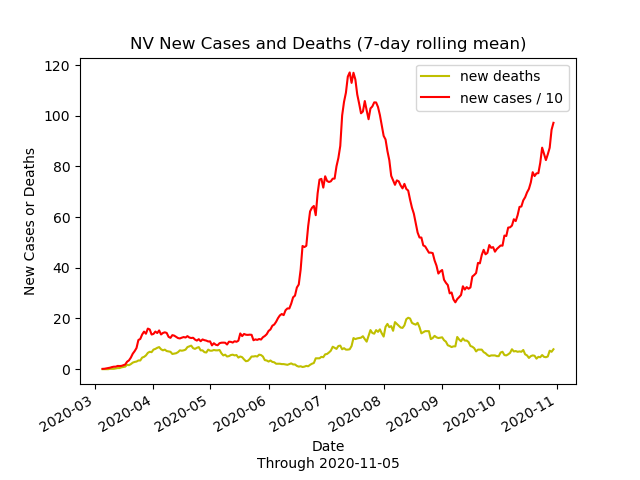 NV New Cases and Deaths (7-day rolling mean)
new deaths
new cases / 10
120
100
80
60
40
20
0
New Cases or Deaths
2020-03
2020-04
2020-05
2020-06
2020-07
2020-08
2020-09
2020-10
2020-11
Date
Through 2020-11-05